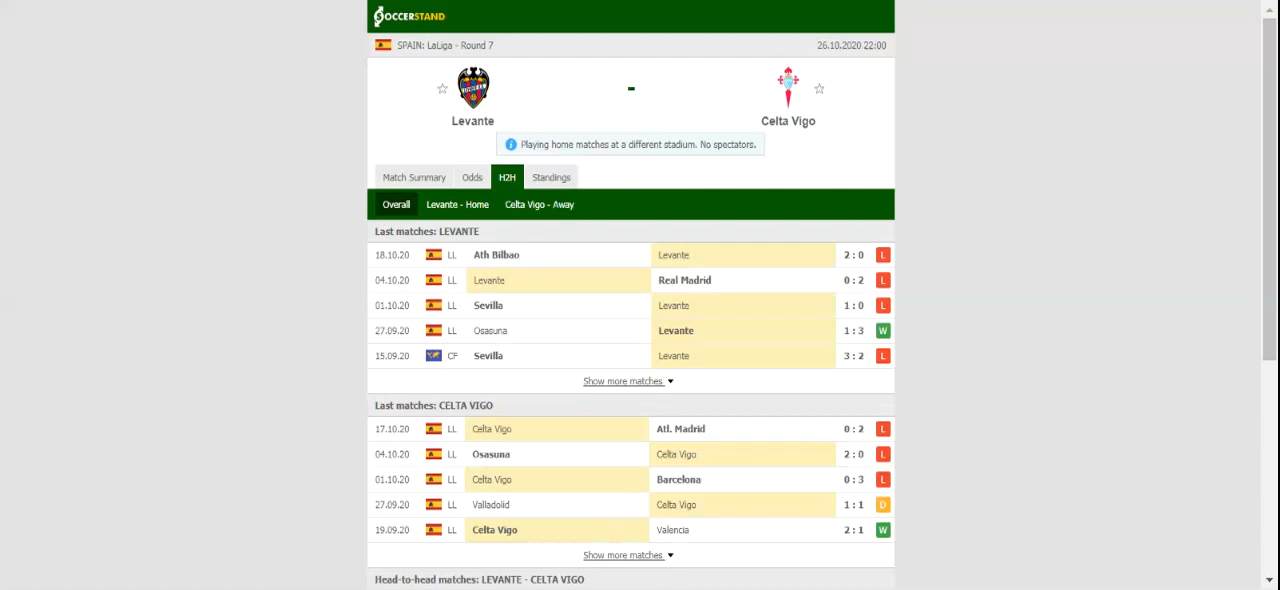 SOCCERSTAND
SPAIN: LaLiga - Round 7 26.10.2020 22:00
-
Levante Celta Vigo
Playing home matches at a different stadium. No spectators.
Match Summary Odds H2H Standings
Overall Levante - Home Celta Vigo - Away
Last matches: LEVANTE
18.10.20 LL Ath Bilbao Levante 2 : 0 L
04.10.20 LL Levante Real Madrid 0 : 2 L
01.10.20 LL Sevilla Levante 1 : 0 L
27.09.20 LL Osasuna Levante 1 : 3 W
15.09.20 CF Sevilla Levante 3 : 2 L
Show more matches
Last matches: CELTA VIGO
17.10.20 LL Celta Vigo Atl. Madrid 0 : 2 L
04.10.20 LL Osasuna Celta Vigo 2 : 0 L
01.10.20 LL Celta Vigo Barcelona 0 : 3 L
27.09.20 LL Valladolid Celta Vigo 1 : 1 D
19.09.20 LL Celta Vigo Valencia 2 : 1 W
Show more matches
Head-to-head matches: LEVANTE - CELTA VIGO